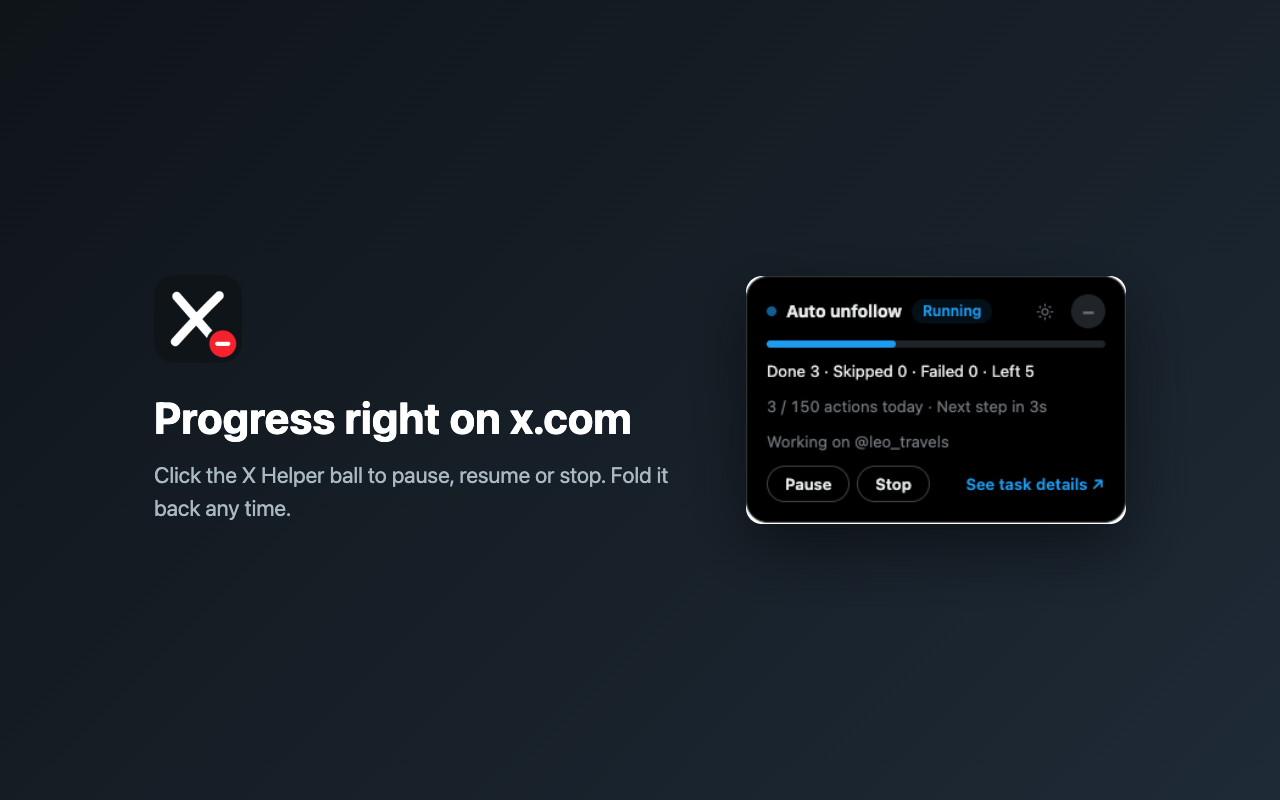 Progress right on x.com
Click the X Helper ball to pause, resume or stop. Fold it
back any time.
Auto unfollow Running
Done 3 · Skipped 0 · Failed 0 · Left 5
3 / 150 actions today · Next step in 3s
Working on @leo_travels
Pause Stop See task details ↗